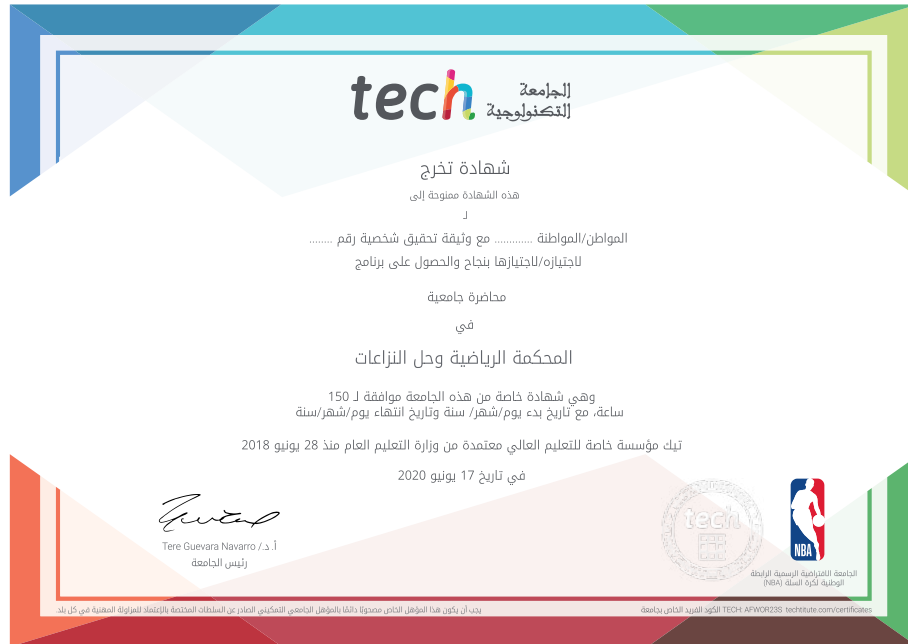 tech الجامعة
التكنولوجية
شهادة تخرج
هذه الشهادة ممنوحة إلى
لـ
المواطن/المواطنة ............ مع وثيقة تحقيق شخصية رقم ........
لاجتيازه/لاجتيازها بنجاح والحصول على برنامج
محاضرة جامعية
في
المحكمة الرياضية وحل النزاعات
وهي شهادة خاصة من هذه الجامعة موافقة لـ 150
ساعة، مع تاريخ بدء يوم/شهر/ سنة وتاريخ انتهاء يوم/شهر/سنة
تيك مؤسسة خاصة للتعليم العالي معتمدة من وزارة التعليم العام منذ 28 يونيو 2018
في تاريخ 17 يونيو 2020
أ. د./ Tere Guevara Navarro
رئيس الجامعة
tech
NBA
الجامعة الافتراضية الرسمية الرابطة
الوطنية لكرة السلة (NBA)
يجب أن يكون هذا المؤهل الخاص مصحوبًا دائمًا بالمؤهل الجامعي التمكيني الصادر عن السلطات المختصة بالإعتماد للمزاولة المهنية في كل بلد.
الكود الفريد الخاص بجامعة TECH: AFWOR23S techtitute.com/certificates